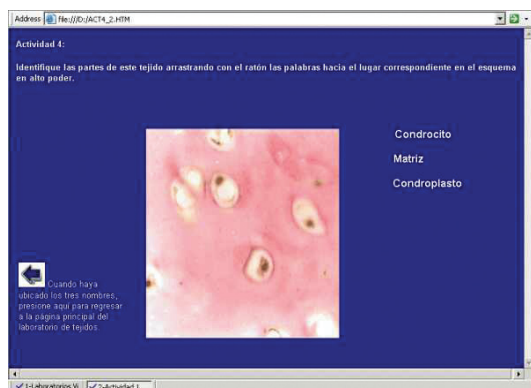 Address file:///D:/ACT4_2.HTM
Actividad 4:
Identifique las partes de este tejido arrastrando con el ratón las palabras hacia el lugar correspondiente en el esquema
en alto poder.
Condrocito
Matriz
Condroplasto
Cuando haya
ubicado los tres nombres,
presione aquí para regresar
a la página principal del
laboratorio de tejidos.
1-Laboratorios Vi 2-Actividad 1